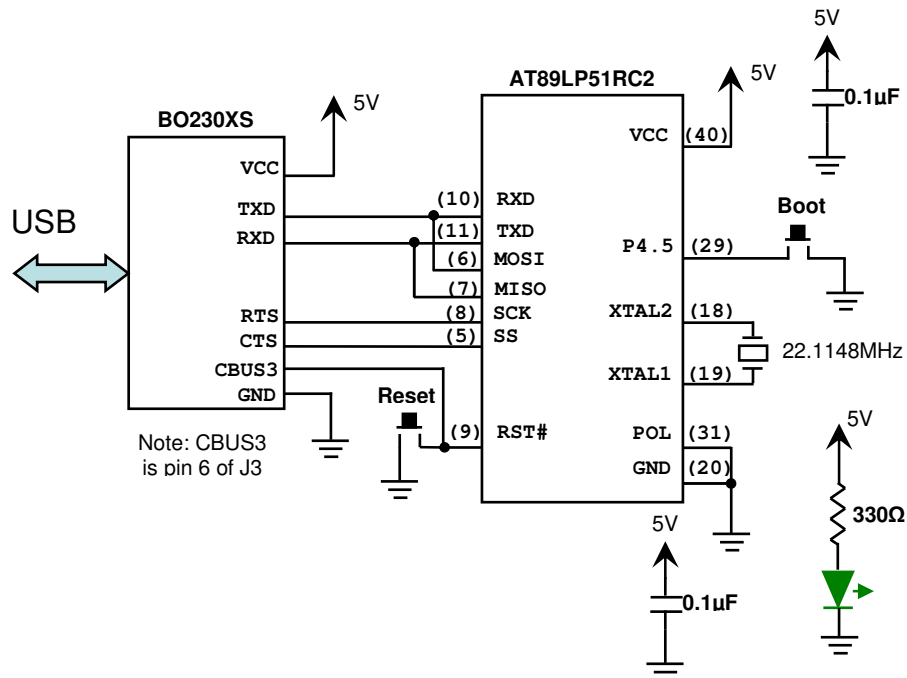 5V
0.1µF
AT89LP51RC2
5V
BO230XS
5V
VCC
VCC (40)
TXD
(10) RXD
Boot
USB
RXD
(11) TXD
P4.5 (29)
(6) MOSI
(7) MISO
RTS
(8) SCK
XTAL2 (18)
CTS
(5) SS
22.1148MHz
CBUS3
XTAL1 (19)
GND
Reset
5V
Note: CBUS3
is pin 6 of J3
(9) RST#
POL (31)
GND (20)
330Ω
5V
0.1µF